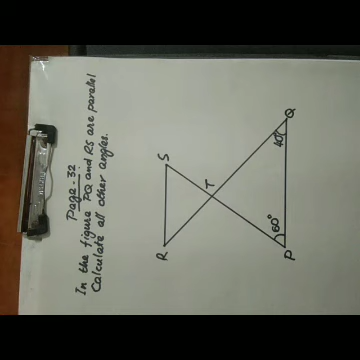 Page - 32
In the figure PQ and RS are parallel
Calculate all other angles.
S
R
T
Q
40°
60°
P